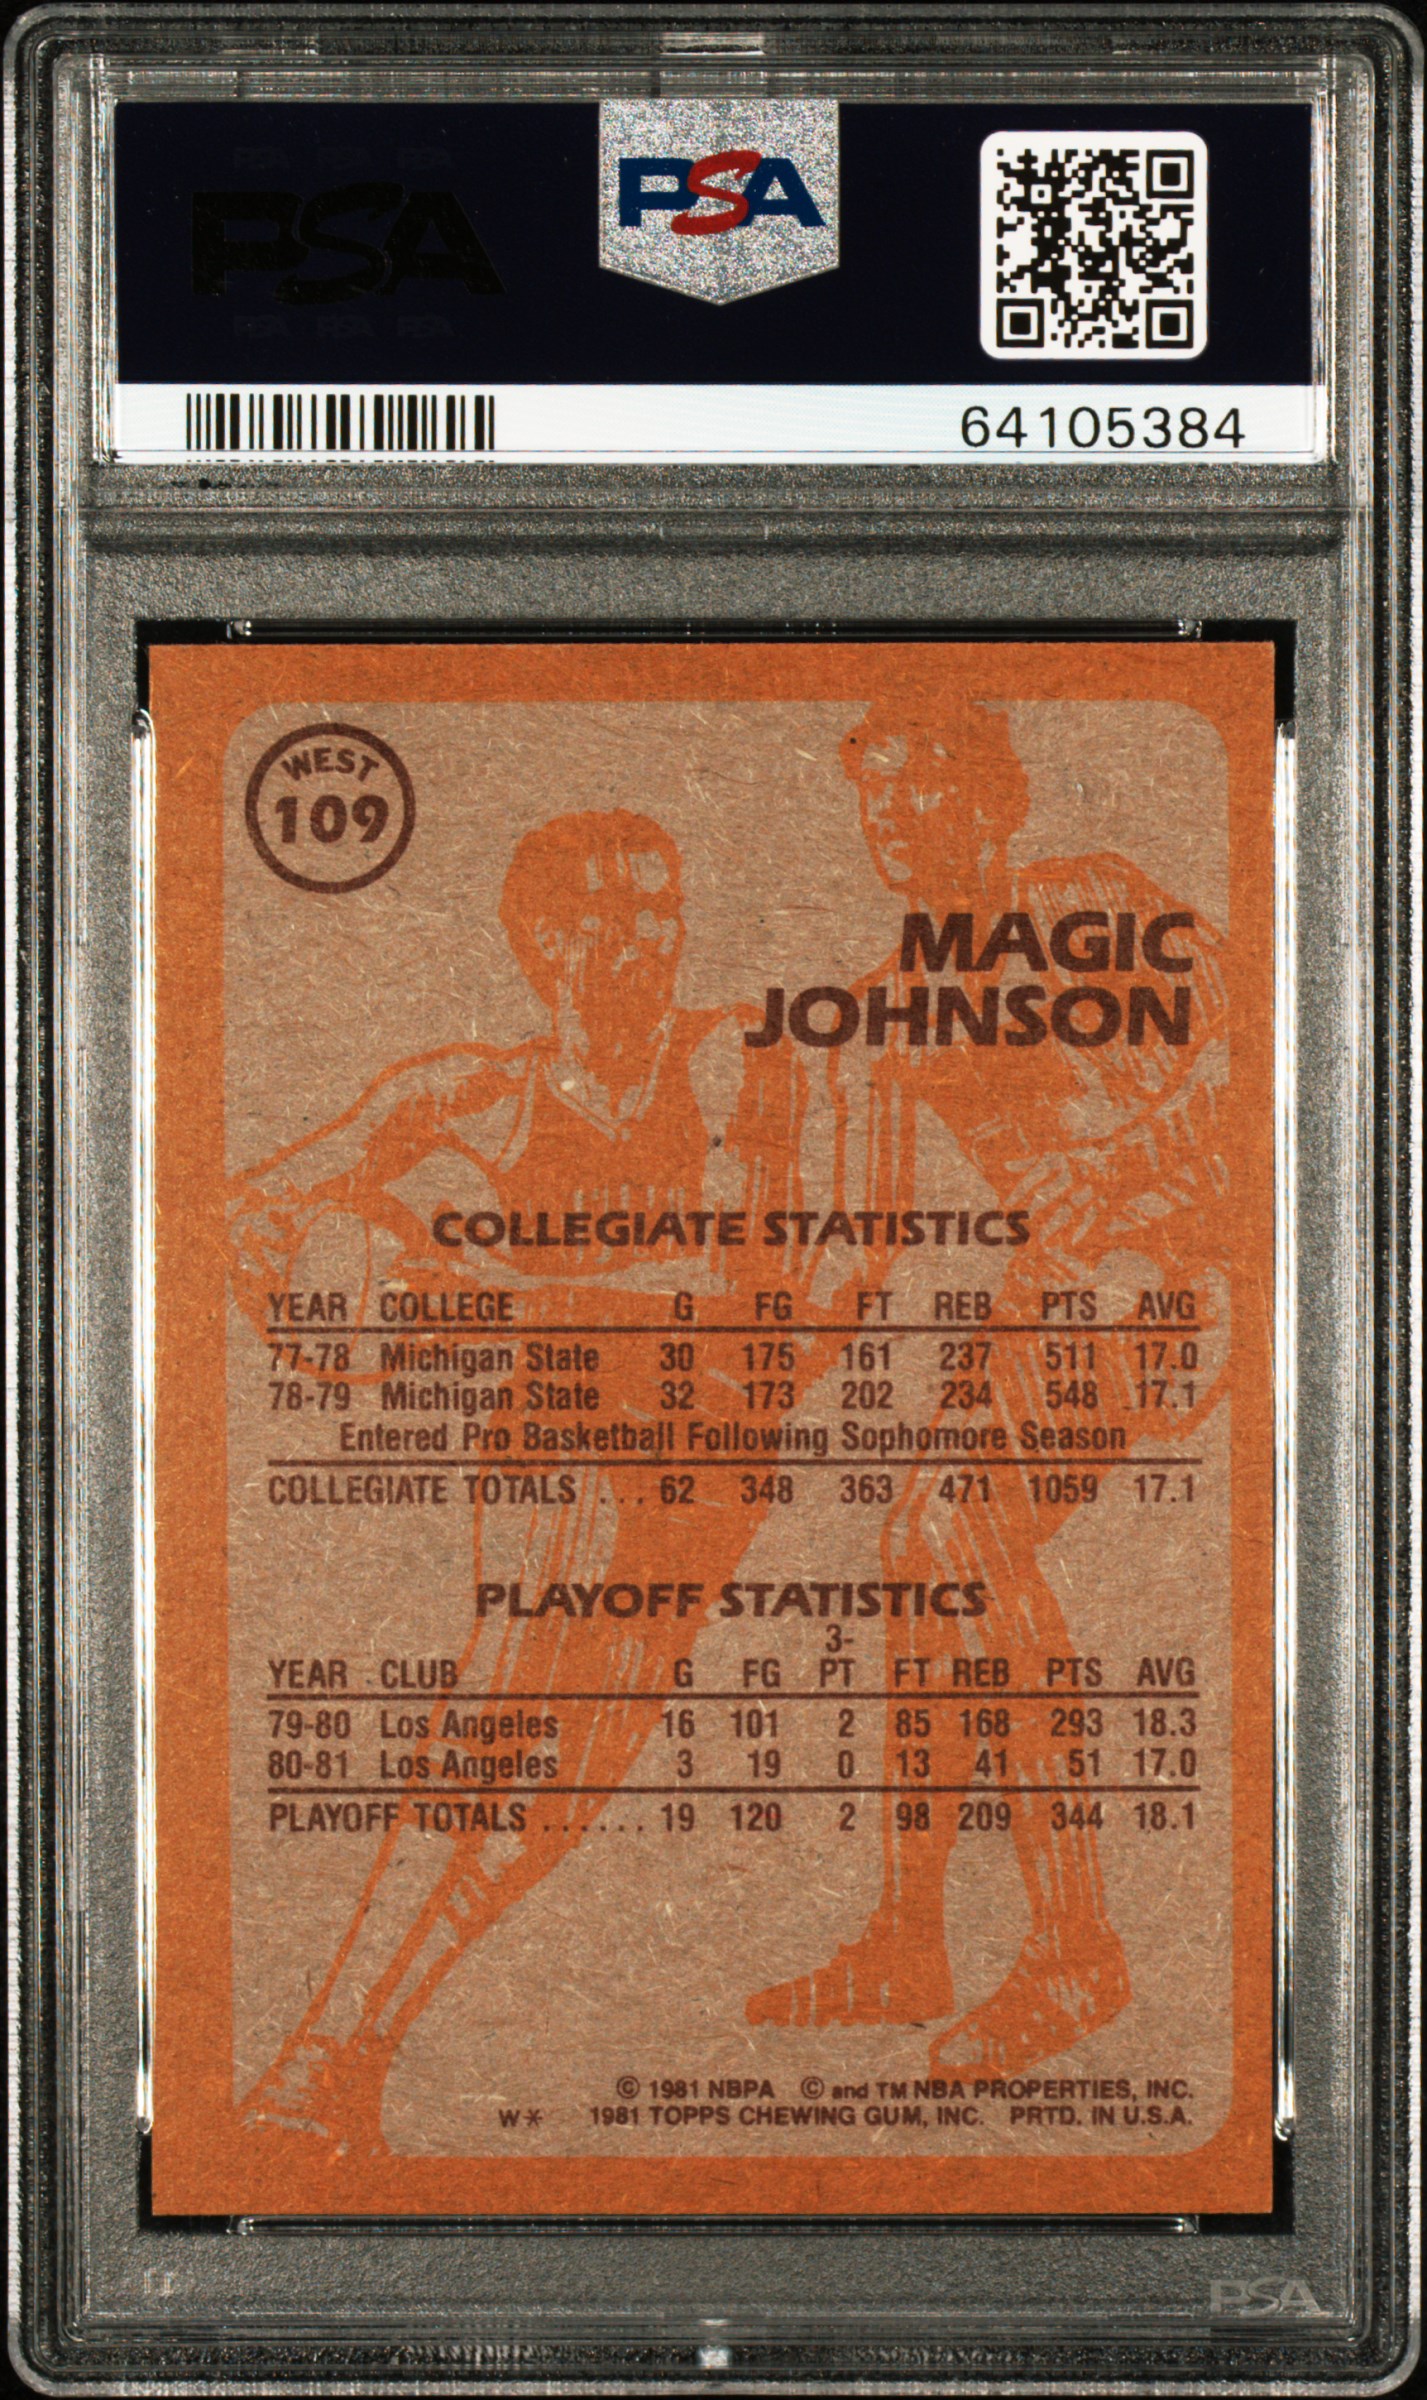 PSA
PSA
64105384
WEST
109
MAGIC
JOHNSON
COLLEGIATE STATISTICS
YEAR COLLEGE G FG FT REB PTS AVG
77-78 Michigan State 30 175 161 237 511 17.0
78-79 Michigan State 32 173 202 234 548 17.1
Entered Pro Basketball Following Sophomore Season
COLLEGIATE TOTALS ... 62 348 363 471 1059 17.1
PLAYOFF STATISTICS
3-
YEAR CLUB G FG PT FT REB PTS AVG
79-80 Los Angeles 16 101 2 85 168 293 18.3
80-81 Los Angeles 3 19 0 13 41 51 17.0
PLAYOFF TOTALS ...... 19 120 2 98 209 344 18.1
© 1981 NBPA © and TM NBA PROPERTIES, INC.
W* 1981 TOPPS CHEWING GUM, INC. PRTD. IN U.S.A.
PSA